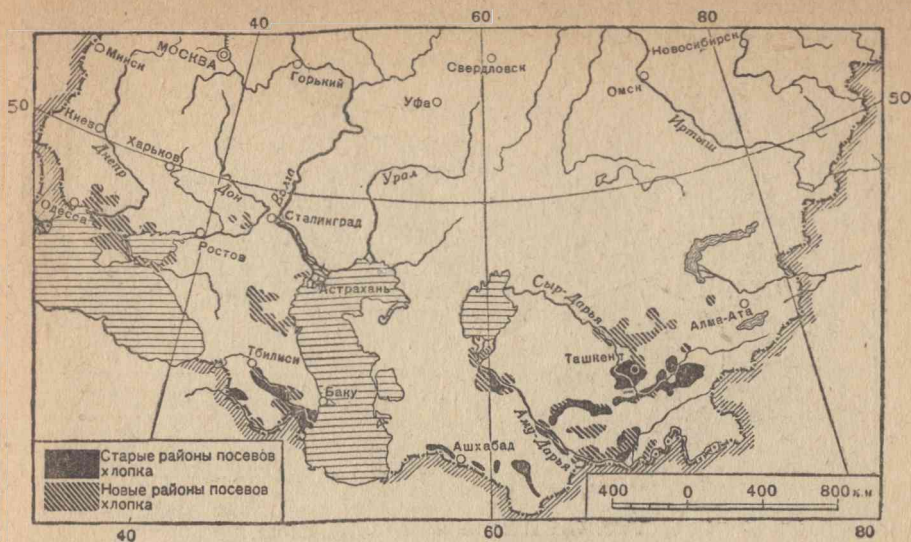 40
60
80
50
50
Минск
МОСКВА
Горький
Свердловск
Новосибирск
Омск
Уфа
Киев
Днепр
Харьков
Дон
Волга
Урал
Иртыш
Одесса
Сталинград
Ростов
Астрахань
Сыр-Дарья
Алма-Ата
Тбилиси
Ташкент
Баку
Аму-Дарья
Ашхабад
Старые районы посевов
хлопка
Новые районы посевов
хлопка
400 0 400 800 км
40
60
80